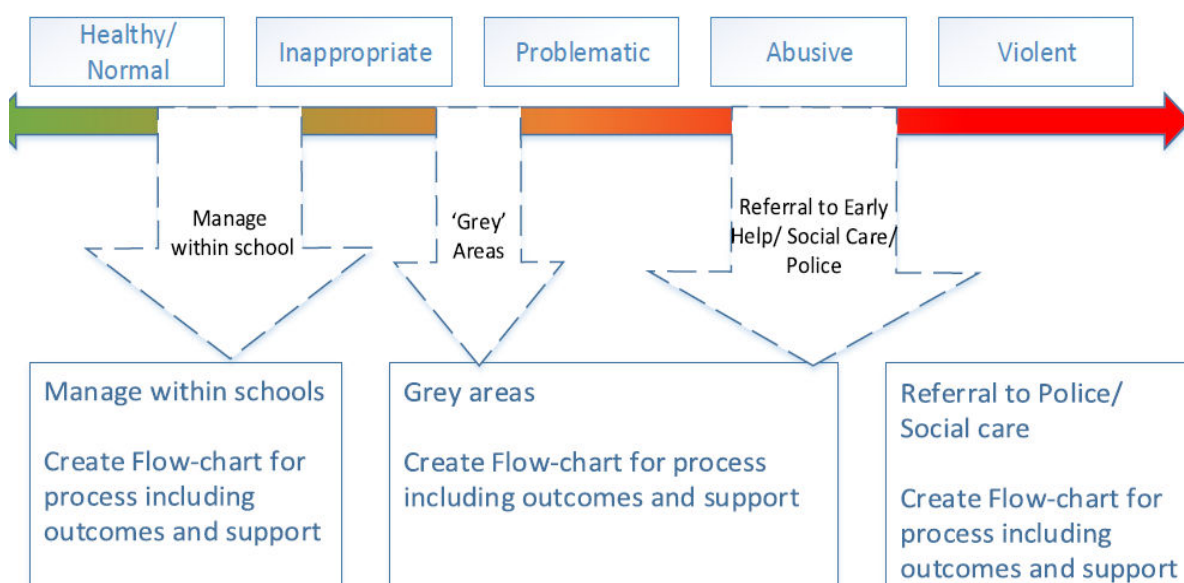 Healthy/
Normal
Inappropriate
Problematic
Abusive
Violent
Manage
within school
‘Grey’
Areas
Referral to Early
Help/ Social Care/
Police
Manage within schools
Create Flow-chart for
process including
outcomes and support
Grey areas
Create Flow-chart for process
including outcomes and support
Referral to Police/
Social care
Create Flow-chart for
process including
outcomes and support